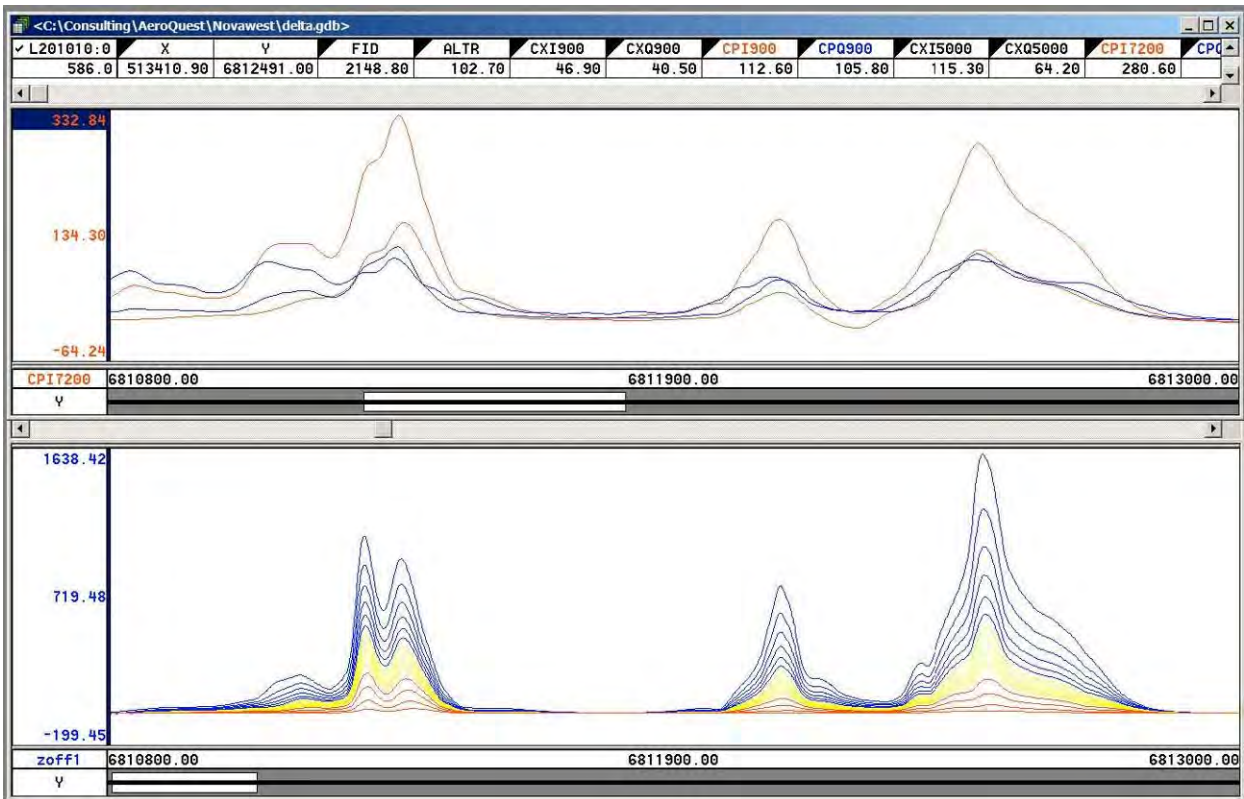 <C:\Consulting\AeroQuest\Novawest\delta.gdb>
✓ L201010:0 X Y FID ALTR CXI900 CXQ900 CPI900 CPQ900 CXI5000 CXQ5000 CPI7200
586.0 513410.90 6812491.00 2148.80 102.70 46.90 40.50 112.60 105.80 115.30 64.20 280.60
332.84
134.30
-64.24
CPI7200 6810800.00 6811900.00 6813000.00
Y
1638.42
719.48
-199.45
zoff1 6810800.00 6811900.00 6813000.00
Y